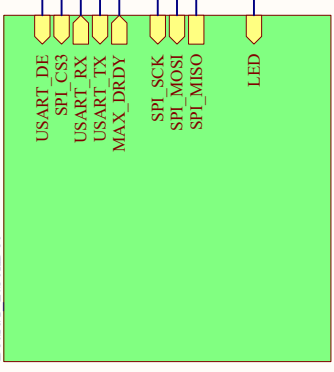 USART_DE
SPI_CS3
USART_RX
USART_TX
MAX_DRDY
SPI_SCK
SPI_MOSI
SPI_MISO
LED